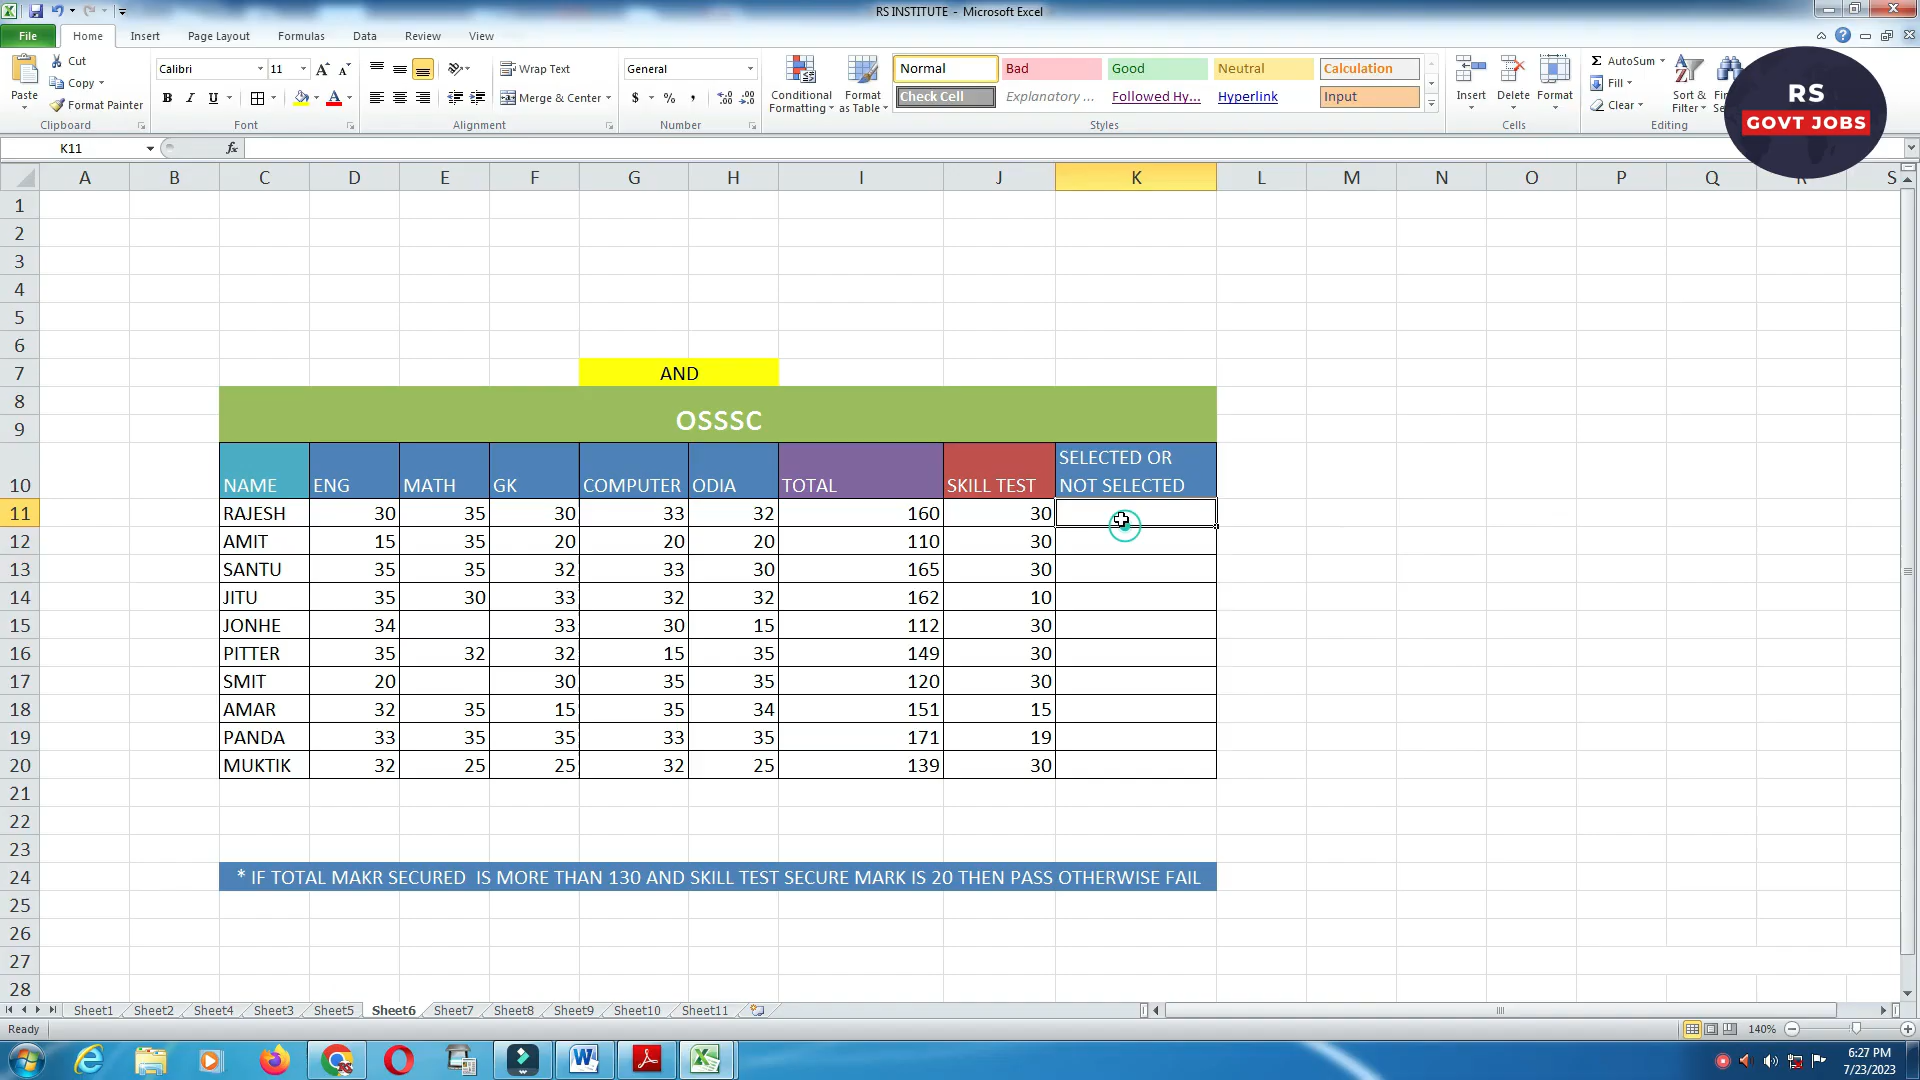 RS INSTITUTE - Microsoft Excel
File Home Insert Page Layout Formulas Data Review View
Paste Cut Copy Format Painter Clipboard
Calibri 11 B I U Font
Wrap Text Merge & Center Alignment
General $ % , Number
Conditional Formatting Format as Table
Normal Bad Good Neutral Calculation
Check Cell Explanatory ... Followed Hy... Hyperlink Input
Styles
Insert Delete Format Cells
Σ AutoSum Fill Clear Sort & Filter Editing
RS
GOVT JOBS
K11 fx
A B C D E F G H I J K L M N O P Q R S
1
2
3
4
5
6
7 AND
8
9 OSSSC
10 NAME ENG MATH GK COMPUTER ODIA TOTAL SKILL TEST SELECTED OR NOT SELECTED
11 RAJESH 30 35 30 33 32 160 30
12 AMIT 15 35 20 20 20 110 30
13 SANTU 35 35 32 33 30 165 30
14 JITU 35 30 33 32 32 162 10
15 JONHE 34 33 30 15 112 30
16 PITTER 35 32 32 15 35 149 30
17 SMIT 20 30 35 35 120 30
18 AMAR 32 35 15 35 34 151 15
19 PANDA 33 35 35 33 35 171 19
20 MUKTIK 32 25 25 32 25 139 30
21
22
23
24 * IF TOTAL MAKR SECURED IS MORE THAN 130 AND SKILL TEST SECURE MARK IS 20 THEN PASS OTHERWISE FAIL
25
26
27
28
Sheet1 Sheet2 Sheet4 Sheet3 Sheet5 Sheet6 Sheet7 Sheet8 Sheet9 Sheet10 Sheet11
Ready 140%
6:27 PM
7/23/2023